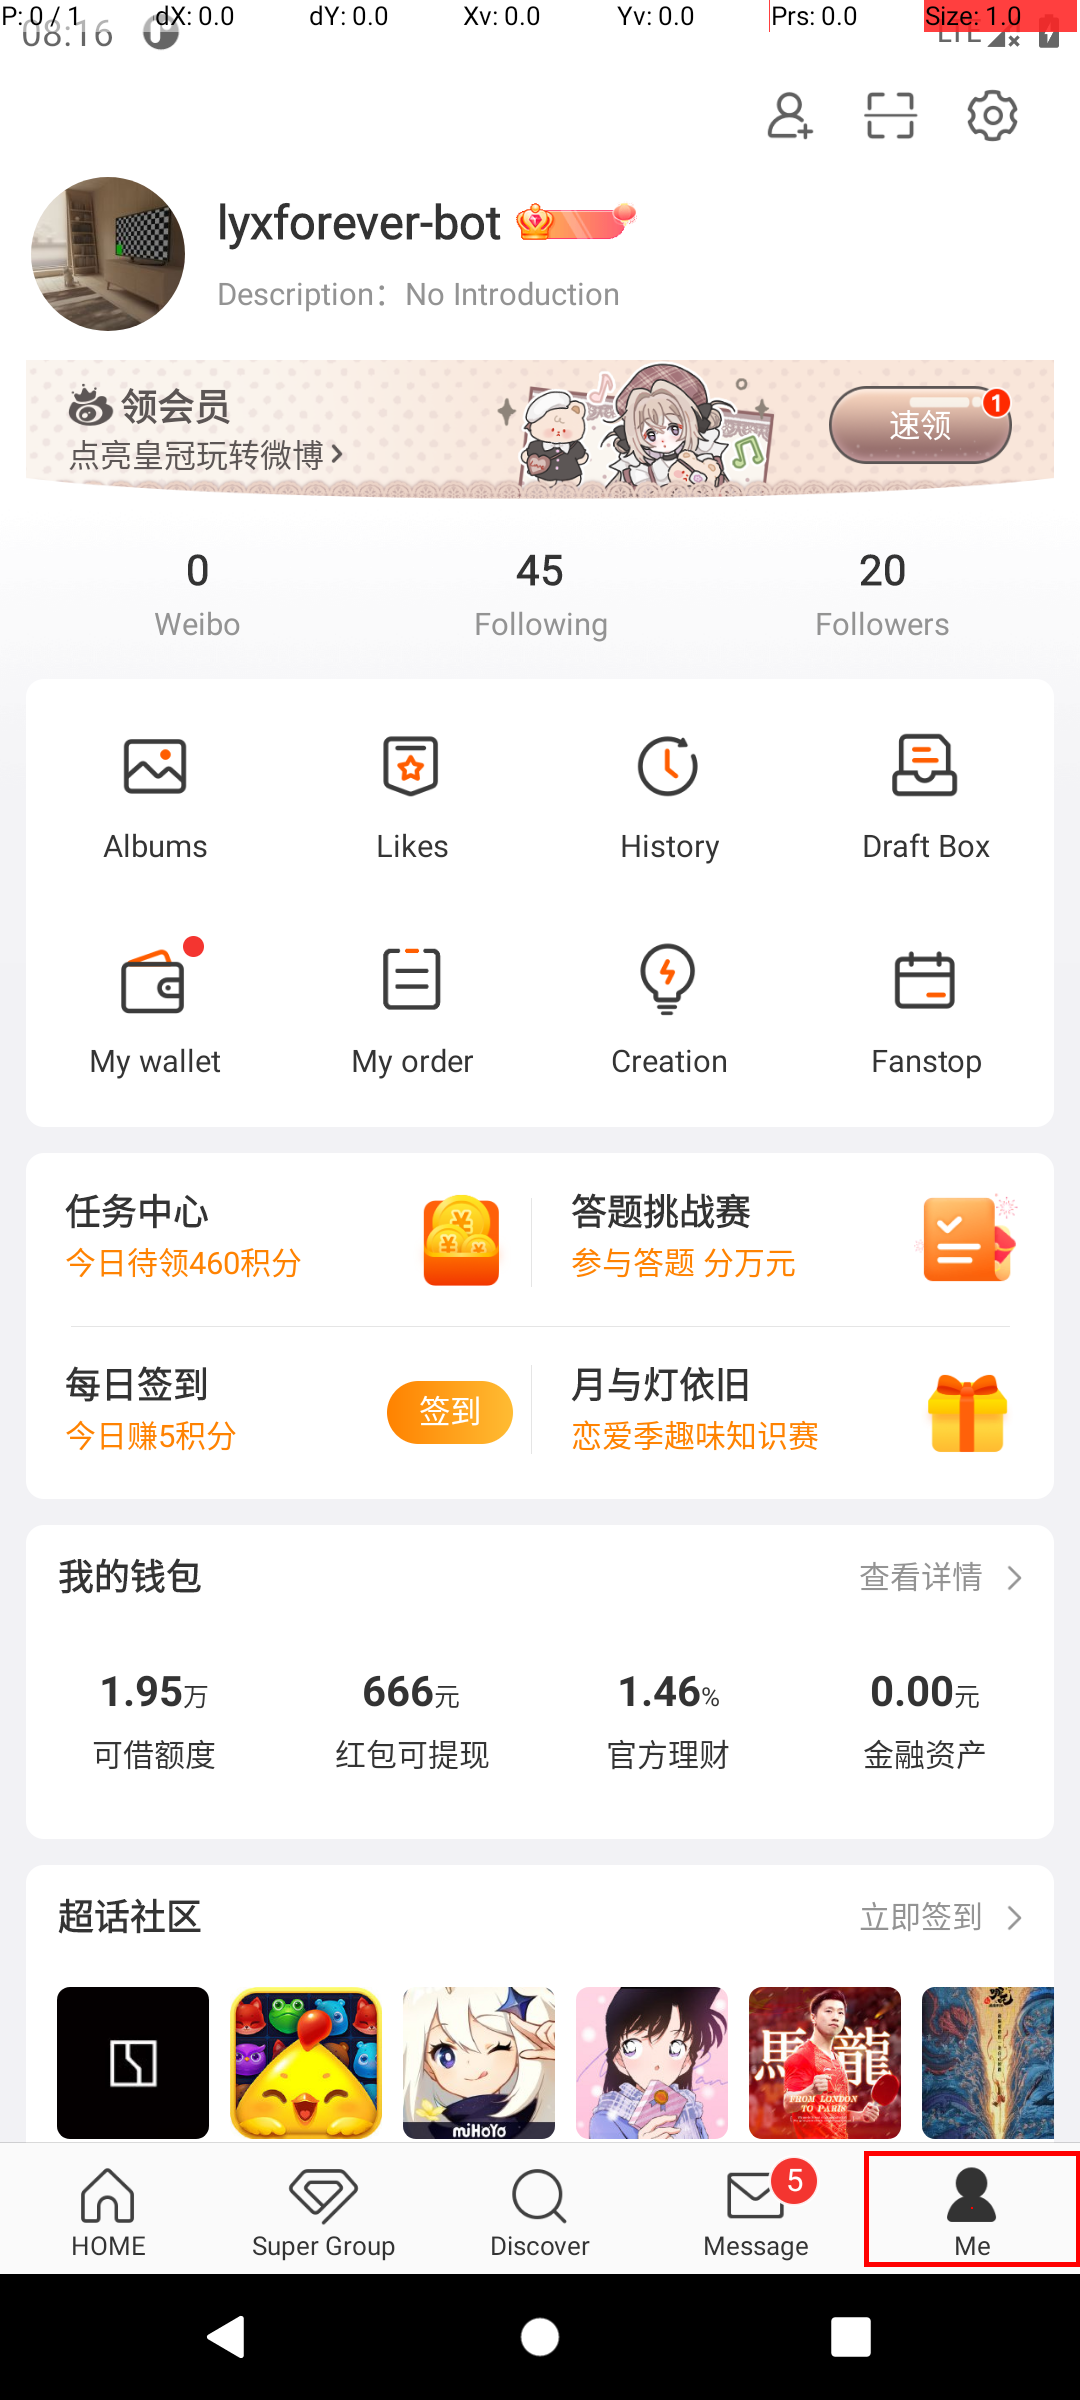 P: 0 / 1 dX: 0.0 dY: 0.0 Xv: 0.0 Yv: 0.0 Prs: 0.0 Size: 1.0
08:16 LTE
lyxforever-bot
Description：No Introduction
领会员
点亮皇冠玩转微博
速领
1
0 45 20
Weibo Following Followers
Albums Likes History Draft Box
My wallet My order Creation Fanstop
任务中心 答题挑战赛
今日待领460积分 参与答题 分万元
每日签到 签到 月与灯依旧
今日赚5积分 恋爱季趣味知识赛
我的钱包 查看详情
1.95万 666元 1.46% 0.00元
可借额度 红包可提现 官方理财 金融资产
超话社区 立即签到
馬龍
FROM LONDON
TO PARIS
miHoYo
5
HOME Super Group Discover Message Me